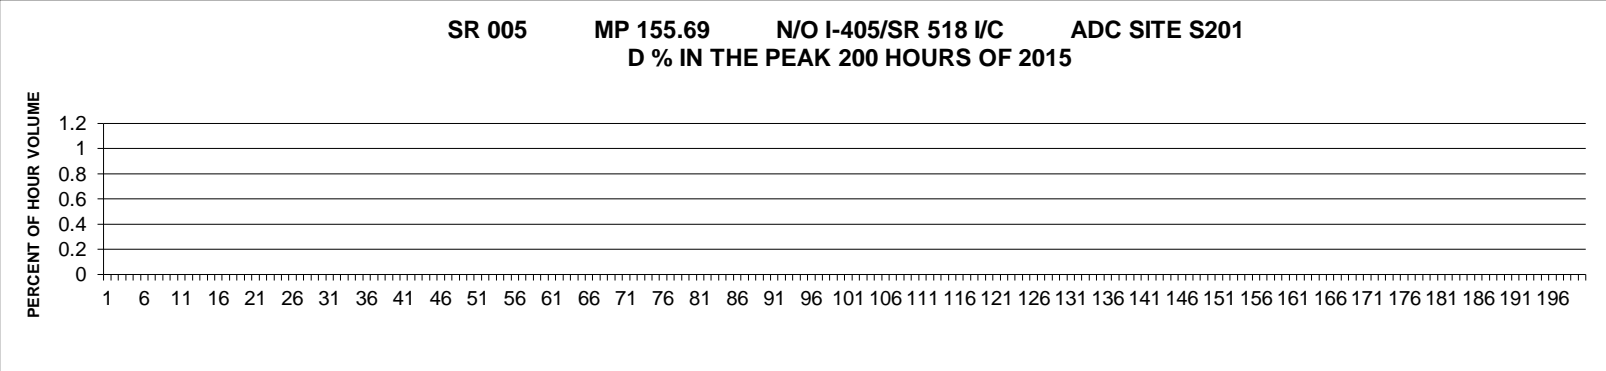 SR 005 MP 155.69 N/O I-405/SR 518 I/C ADC SITE S201
D % IN THE PEAK 200 HOURS OF 2015
PERCENT OF HOUR VOLUME
1.2
1
0.8
0.6
0.4
0.2
0
1 6 11 16 21 26 31 36 41 46 51 56 61 66 71 76 81 86 91 96 101 106 111 116 121 126 131 136 141 146 151 156 161 166 171 176 181 186 191 196